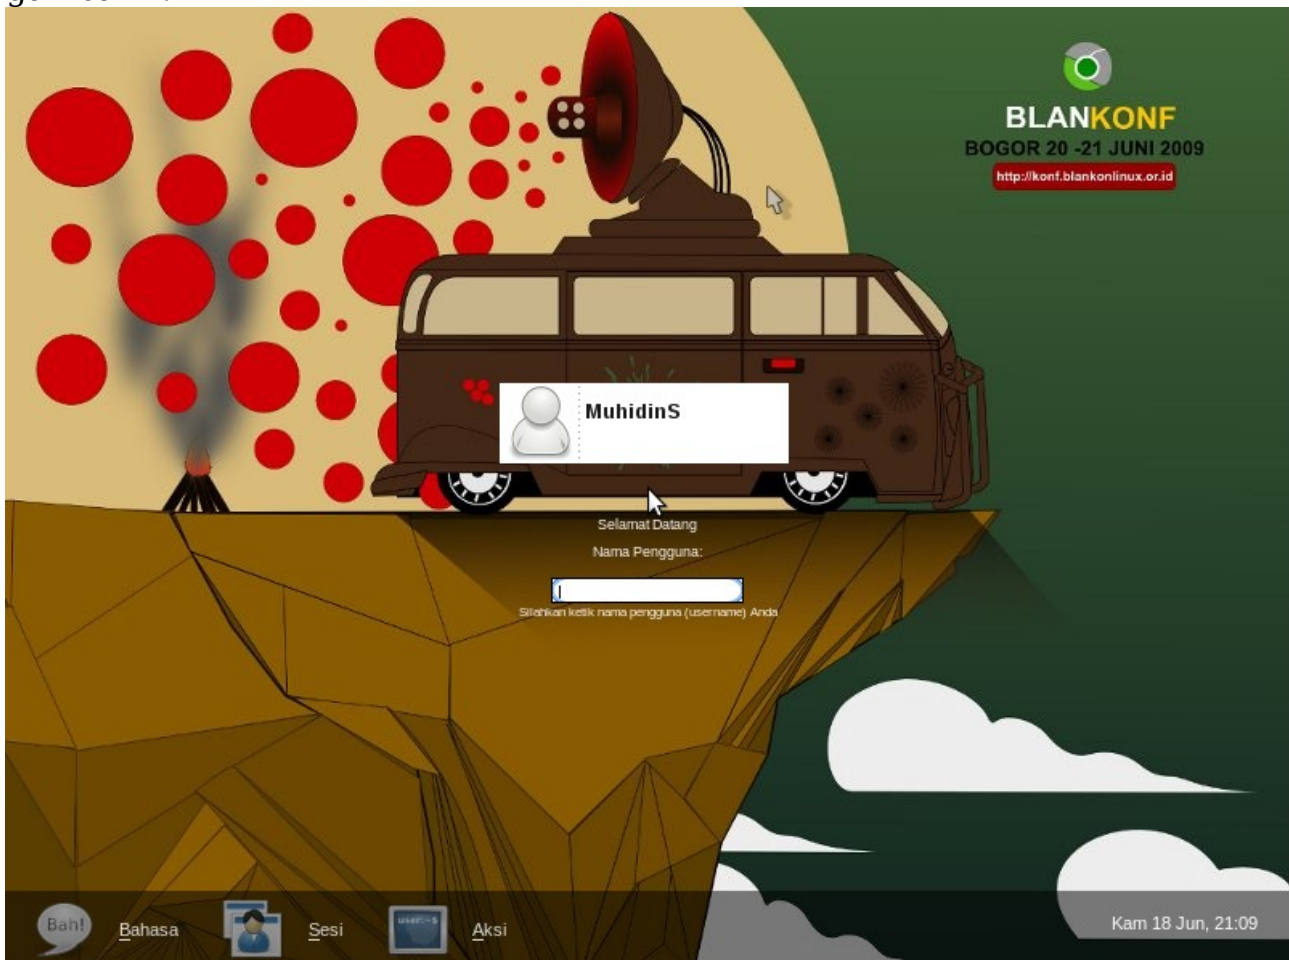 BLANKONF
BOGOR 20 -21 JUNI 2009
http://konf.blankonlinux.or.id
MuhidinS
Selamat Datang
Nama Pengguna:
Silahkan ketik nama pengguna (username) Anda
Bah!
Bahasa
Sesi
user:~$
Aksi
Kam 18 Jun, 21:09